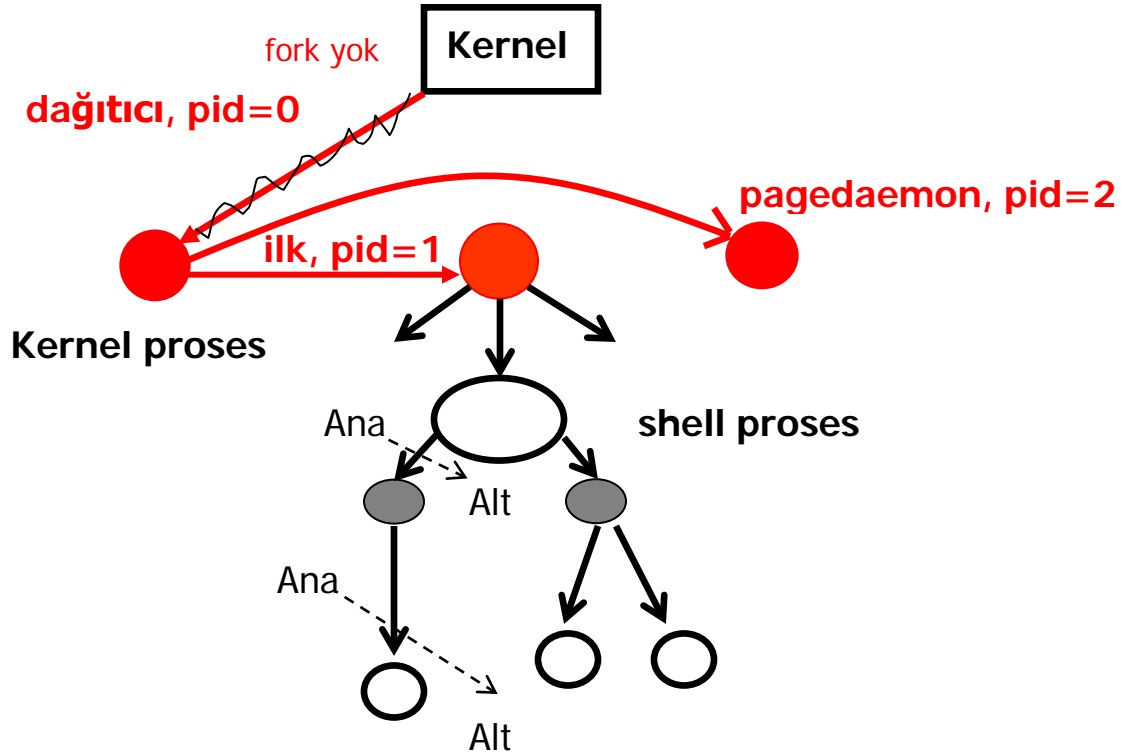 Kernel
fork yok
dağıtıcı, pid=0
pagedaemon, pid=2
ilk, pid=1
Kernel proses
Ana
shell proses
Alt
Ana
Alt